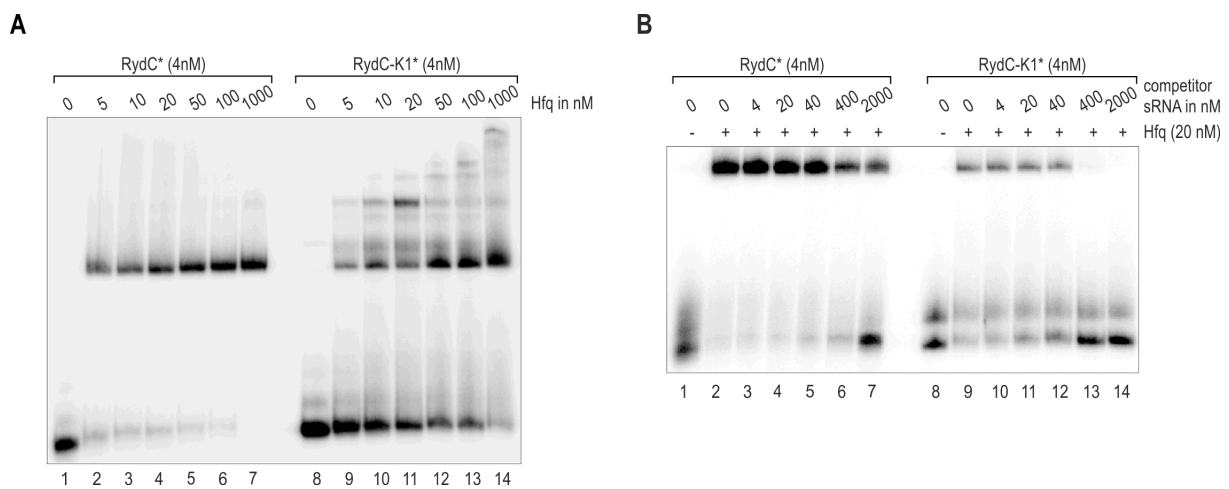 A
RydC* (4nM)
RydC-K1* (4nM)
0 5 10 20 50 100 1000 0 5 10 20 50 100 1000 Hfq in nM
1 2 3 4 5 6 7 8 9 10 11 12 13 14
B
RydC* (4nM)
RydC-K1* (4nM)
competitor
0 0 4 20 40 400 2000 0 0 4 20 40 400 2000 sRNA in nM
- + + + + + + - + + + + + + Hfq (20 nM)
1 2 3 4 5 6 7 8 9 10 11 12 13 14